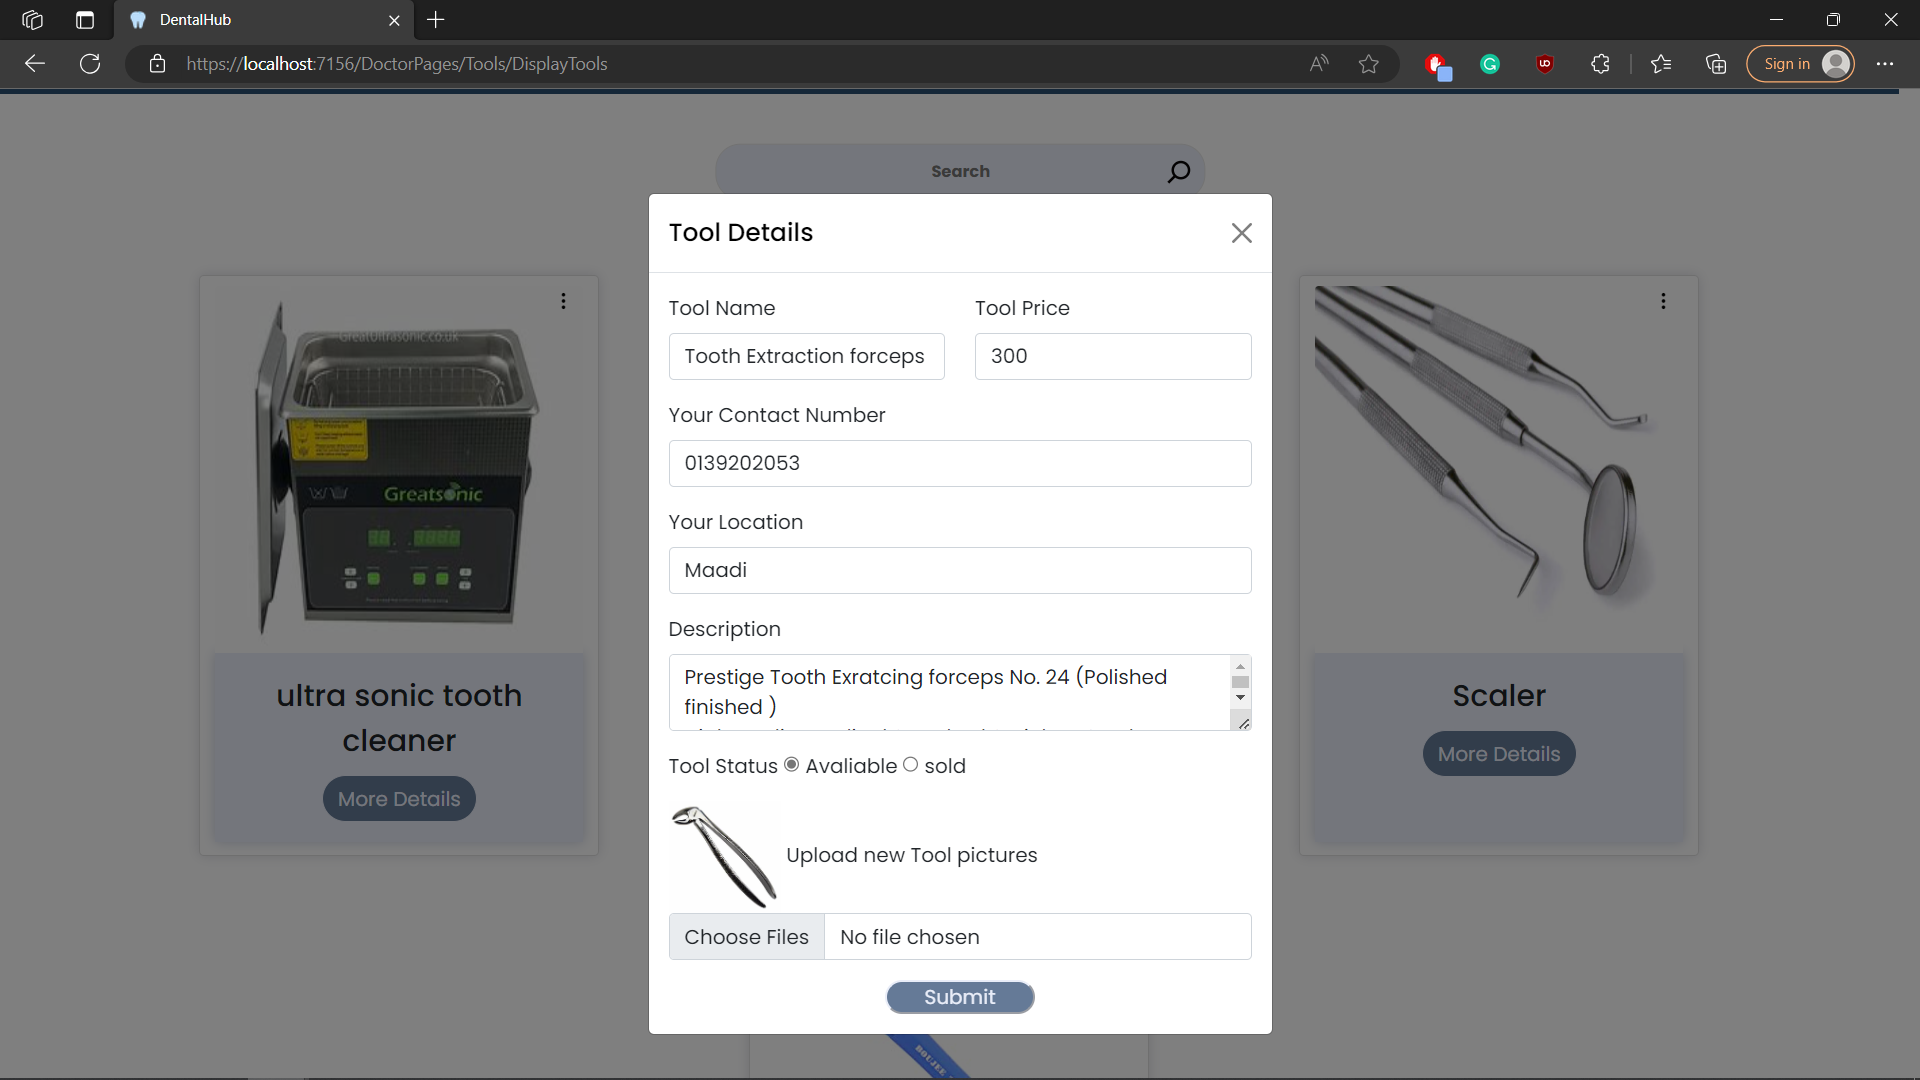 DentalHub
https://localhost:7156/DoctorPages/Tools/DisplayTools
Sign in
Search
Tool Details
Tool Name
Tool Price
Tooth Extraction forceps
300
Your Contact Number
0139202053
Your Location
Maadi
Description
Prestige Tooth Exratcing forceps No. 24 (Polished
finished )
Tool Status Avaliable sold
Upload new Tool pictures
Choose Files No file chosen
Submit
GreatUltrasonic.co.uk
Greatsonic
ultra sonic tooth
cleaner
More Details
Scaler
More Details